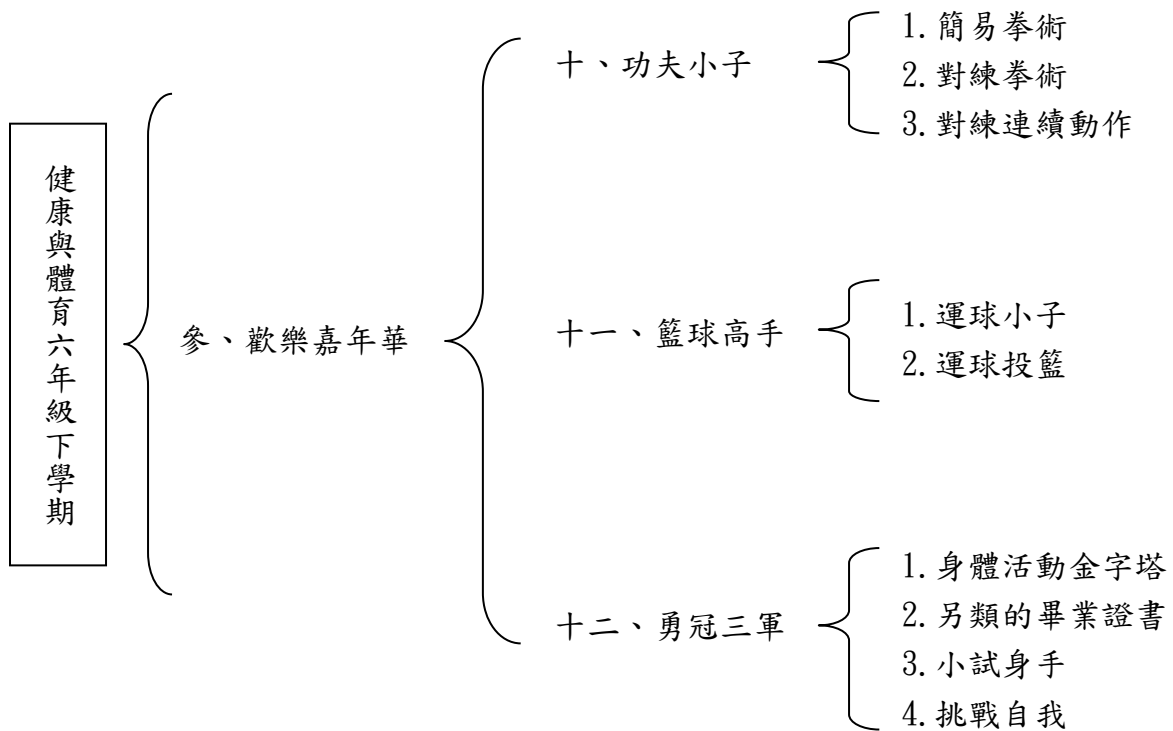 健康與體育六年級下學期
參、歡樂嘉年華
十、功夫小子
1.簡易拳術
2.對練拳術
3.對練連續動作
十一、籃球高手
1.運球小子
2.運球投籃
十二、勇冠三軍
1.身體活動金字塔
2.另類的畢業證書
3.小試身手
4.挑戰自我